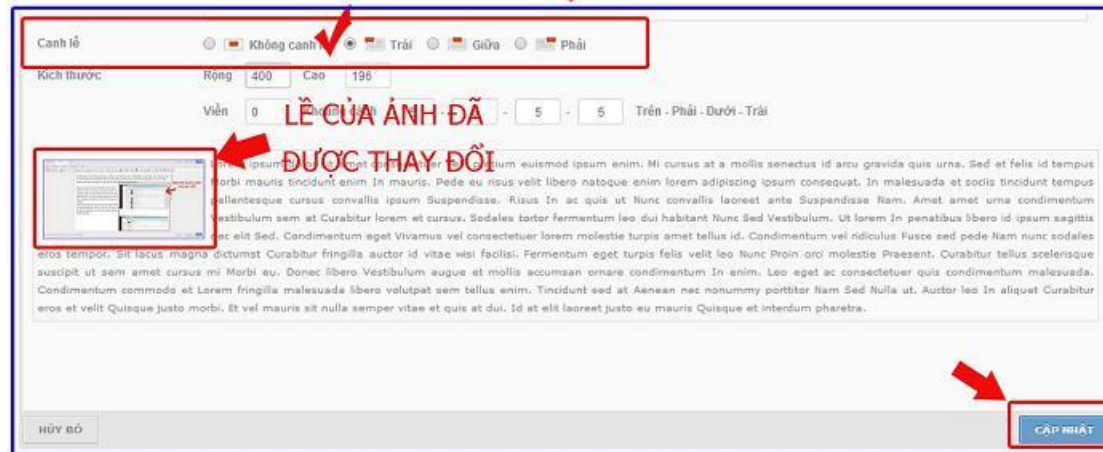 Canh lề Không canh Trái Giữa Phải
Kích thước Rộng 400 Cao 196
Viền 0 5 - 5 Trên - Phải - Dưới - Trái
LỀ CỦA ẢNH ĐÃ
ĐƯỢC THAY ĐỔI
ipsum enim. Mi cursus at a mollis senectus id arcu gravida quis urna. Sed et felis id tempus
Morbi mauris tincidunt enim In mauris. Pede eu risus velit libero natoque enim lorem adipiscing ipsum consequat. In malesuada et sociis tincidunt tempus
pellentesque cursus convallis ipsum Suspendisse. Risus In ac quis ut Nunc convallis laoreet ante Suspendisse Nam. Amet amet urna condimentum
Vestibulum sem at Curabitur lorem et cursus. Sodales tortor fermentum leo dui habitant Nunc Sed Vestibulum. Ut lorem In penatibus libero id ipsum sagittis
nec elit Sed. Condimentum eget Vivamus vel consectetuer lorem molestie turpis amet tellus id. Condimentum vel ridiculus Fusce sed pede Nam nunc sodales
eros tempor. Sit lacus magna dictumst Curabitur fringilla auctor id vitae wisi facilisi. Fermentum eget turpis felis velit leo Nunc Proin orci molestie Praesent. Curabitur tellus scelerisque
suscipit ut sem amet cursus mi Morbi eu. Donec libero Vestibulum augue et mollis accumsan ornare condimentum In enim. Leo eget ac consectetuer quis condimentum malesuada.
Condimentum commodo et Lorem fringilla malesuada libero volutpat sem tellus enim. Tincidunt sed at Aenean nec nonummy porttitor Nam Sed Nulla ut. Auctor leo In aliquet Curabitur
eros et velit Quisque justo morbi. Et vel mauris sit nulla semper vitae et quis at dui. Id at elit laoreet justo eu mauris Quisque et interdum pharetra.
HỦY BỎ CẬP NHẬT